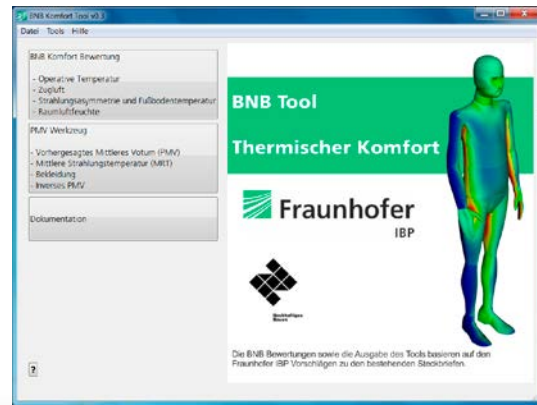 BNB Komfort Tool v0.3
Datei Tools Hilfe
BNB Komfort Bewertung
- Operative Temperatur
- Zugluft
- Strahlungsasymmetrie und Fußbodentemperatur
- Raumluftfeuchte
PMV Werkzeug
- Vorhergesagtes Mittleres Votum (PMV)
- Mittlere Strahlungstemperatur (MRT)
- Bekleidung
- Inverses PMV
Dokumentation
?
BNB Tool
Thermischer Komfort
Fraunhofer
IBP
Nachhaltiges
Bauen
Die BNB Bewertungen sowie die Ausgabe des Tools basieren auf den
Fraunhofer IBP Vorschlägen zu den bestehenden Steckbriefen.